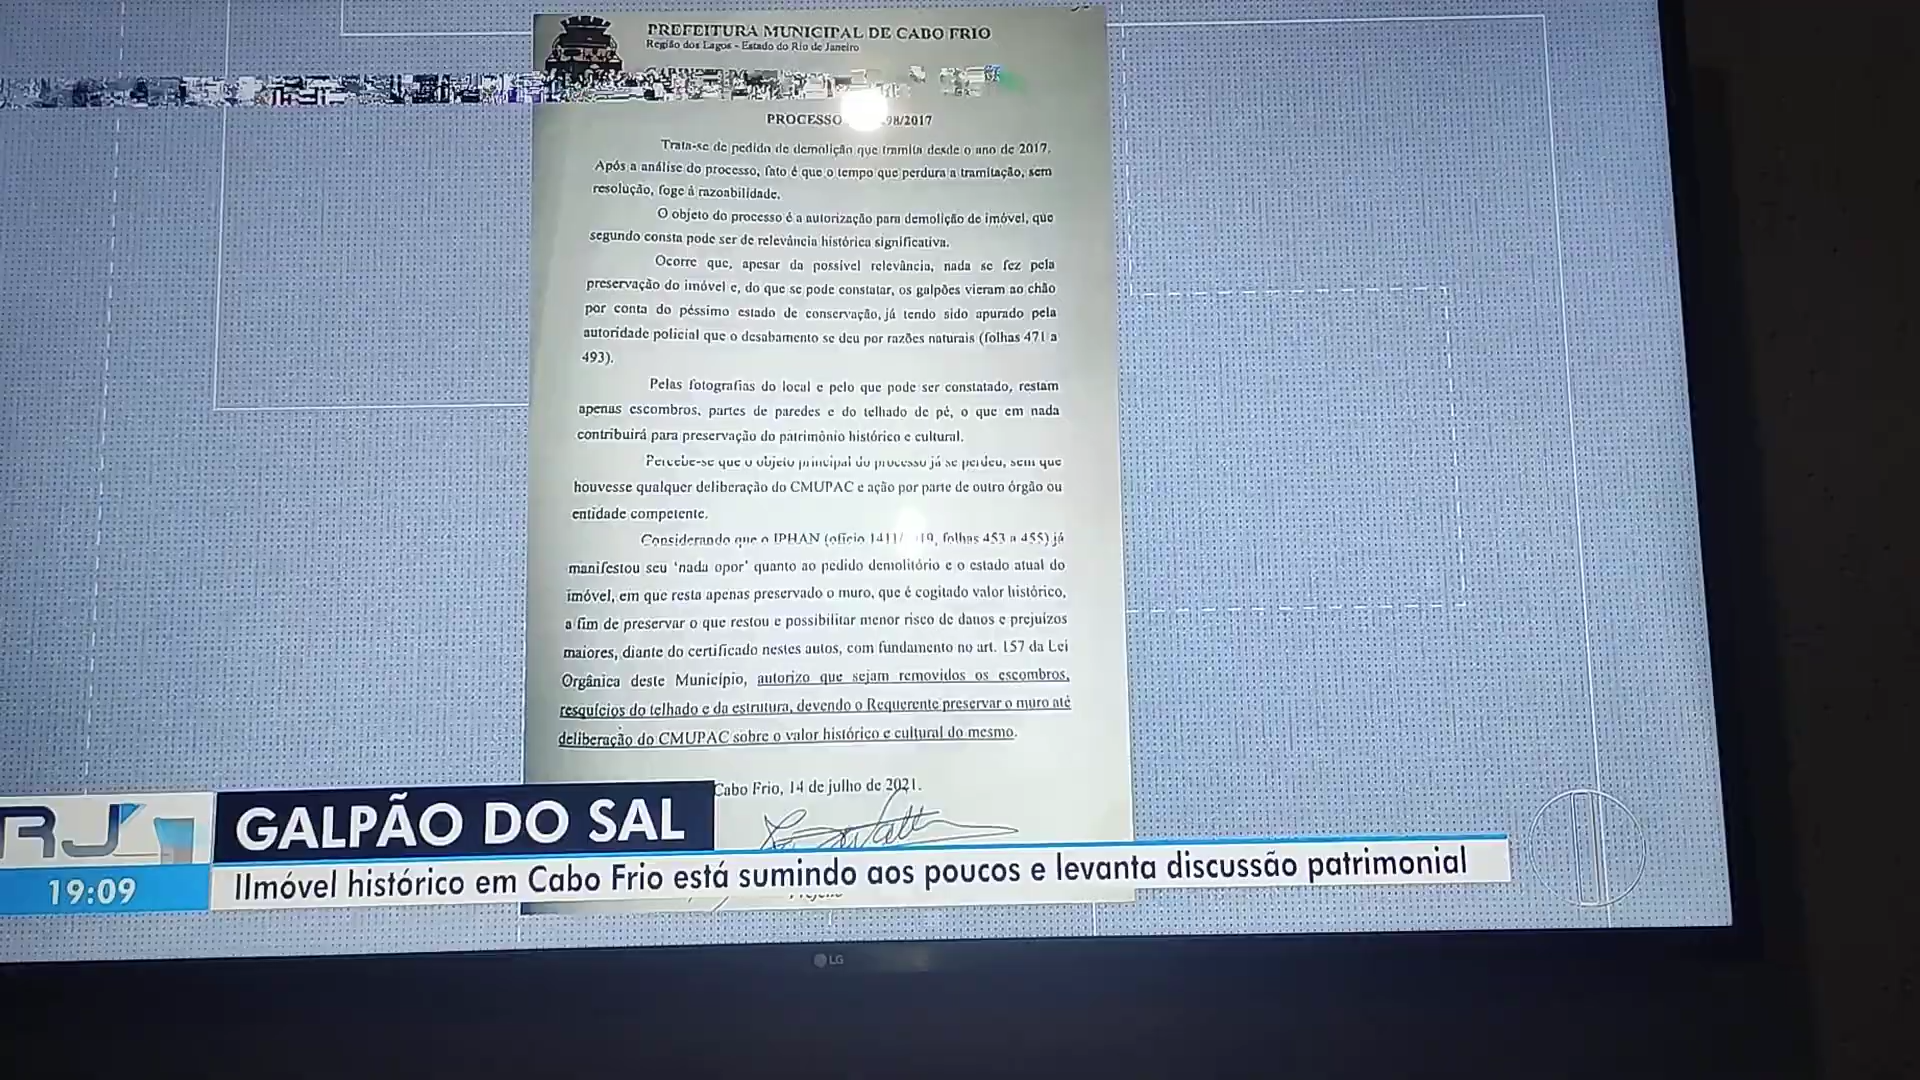 PREFEITURA MUNICIPAL DE CABO FRIO
Região dos Lagos - Estado do Rio de Janeiro
PROCESSO 98/2017
Trata-se de pedido de demolição que tramita desde o ano de 2017.
Após a análise do processo, fato é que o tempo que perdura a tramitação, sem
resolução, foge à razoabilidade.
O objeto do processo é a autorização para demolição de imóvel, que
segundo consta pode ser de relevância histórica significativa.
Ocorre que, apesar da possível relevância, nada se fez pela
preservação do imóvel e, do que se pode constatar, os galpões vieram ao chão
por conta do péssimo estado de conservação, já tendo sido apurado pela
autoridade policial que o desabamento se deu por razões naturais (folhas 471 a
493).
Pelas fotografias do local e pelo que pode ser constatado, restam
apenas escombros, partes de paredes e do telhado de pé, o que em nada
contribuirá para preservação do patrimônio histórico e cultural.
Percebe-se que o objeto principal do processo já se perdeu, sem que
houvesse qualquer deliberação do CMUPAC e ação por parte de outro órgão ou
entidade competente.
Considerando que o IPHAN (ofício 1411/ 19, folhas 453 a 455) já
manifestou seu 'nada opor' quanto ao pedido demolitório e o estado atual do
imóvel, em que resta apenas preservado o muro, que é cogitado valor histórico,
a fim de preservar o que restou e possibilitar menor risco de danos e prejuízos
maiores, diante do certificado nestes autos, com fundamento no art. 157 da Lei
Orgânica deste Município, autorizo que sejam removidos os escombros,
resquícios do telhado e da estrutura, devendo o Requerente preservar o muro até
deliberação do CMUPAC sobre o valor histórico e cultural do mesmo.
Cabo Frio, 14 de julho de 2021.
RJ1
GALPÃO DO SAL
19:09
IImóvel histórico em Cabo Frio está sumindo aos poucos e levanta discussão patrimonial
LG